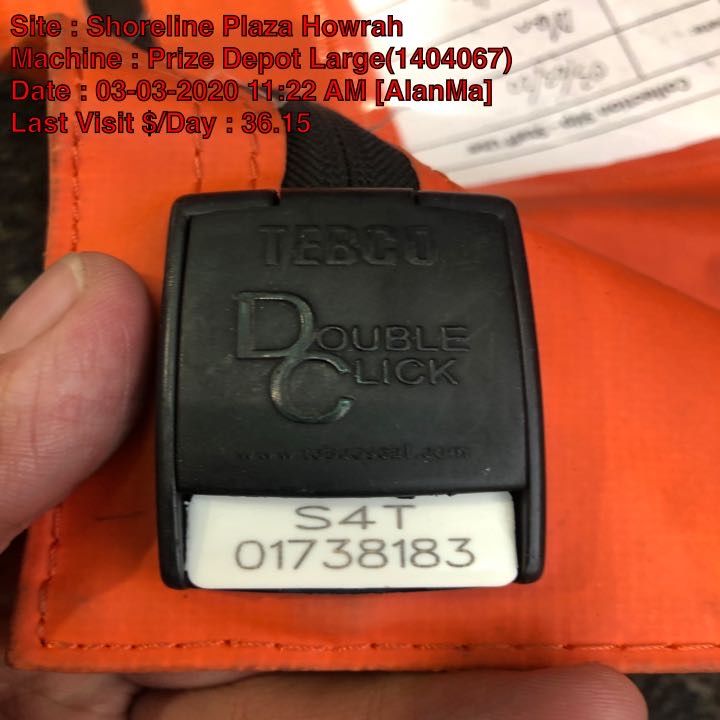 Site : Shoreline Plaza Howrah
Machine : Prize Depot Large(1404067)
Date : 03-03-2020 11:22 AM [AlanMa]
Last Visit $/Day : 36.15
TEBCO
DC DOUBLE
CLICK
S4T
01738183